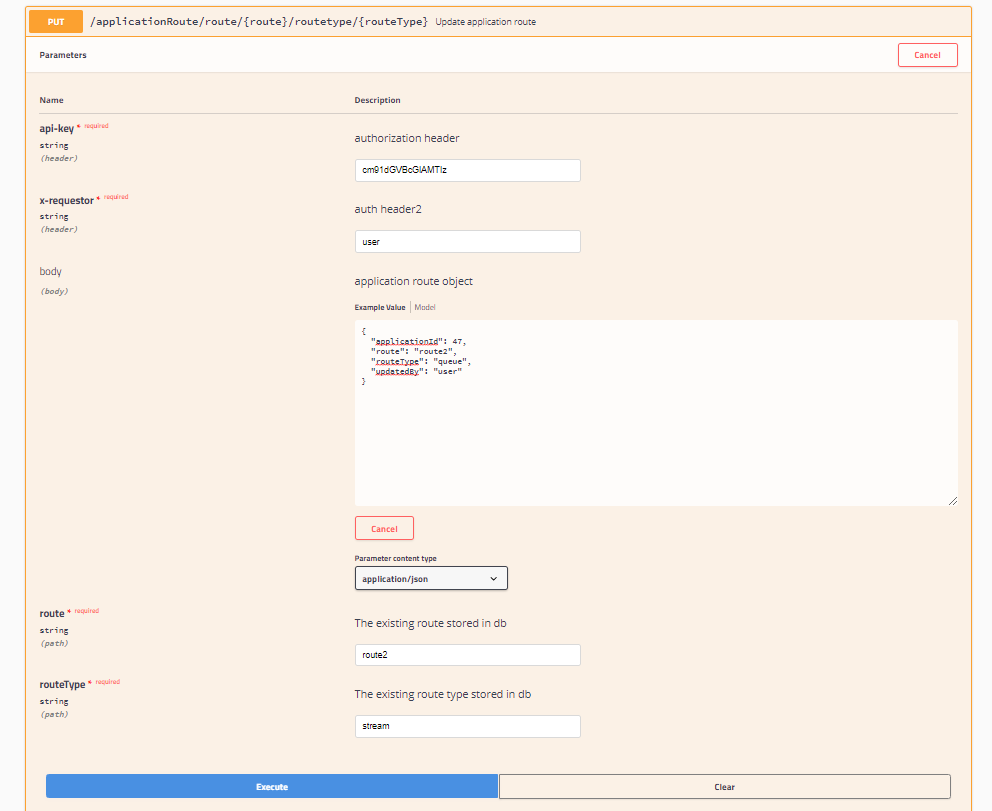 PUT /applicationRoute/route/{route}/routetype/{routeType} Update application route
Parameters Cancel
Name Description
api-key * required
string
(header)
authorization header
cm91dGVBcGlAMTIz
x-requestor * required
string
(header)
auth header2
user
body
(body)
application route object
Example Value Model
{
  "applicationId": 47,
  "route": "route2",
  "routeType": "queue",
  "updatedBy": "user"
}
Cancel
Parameter content type
application/json
route * required
string
(path)
The existing route stored in db
route2
routeType * required
string
(path)
The existing route type stored in db
stream
Execute Clear